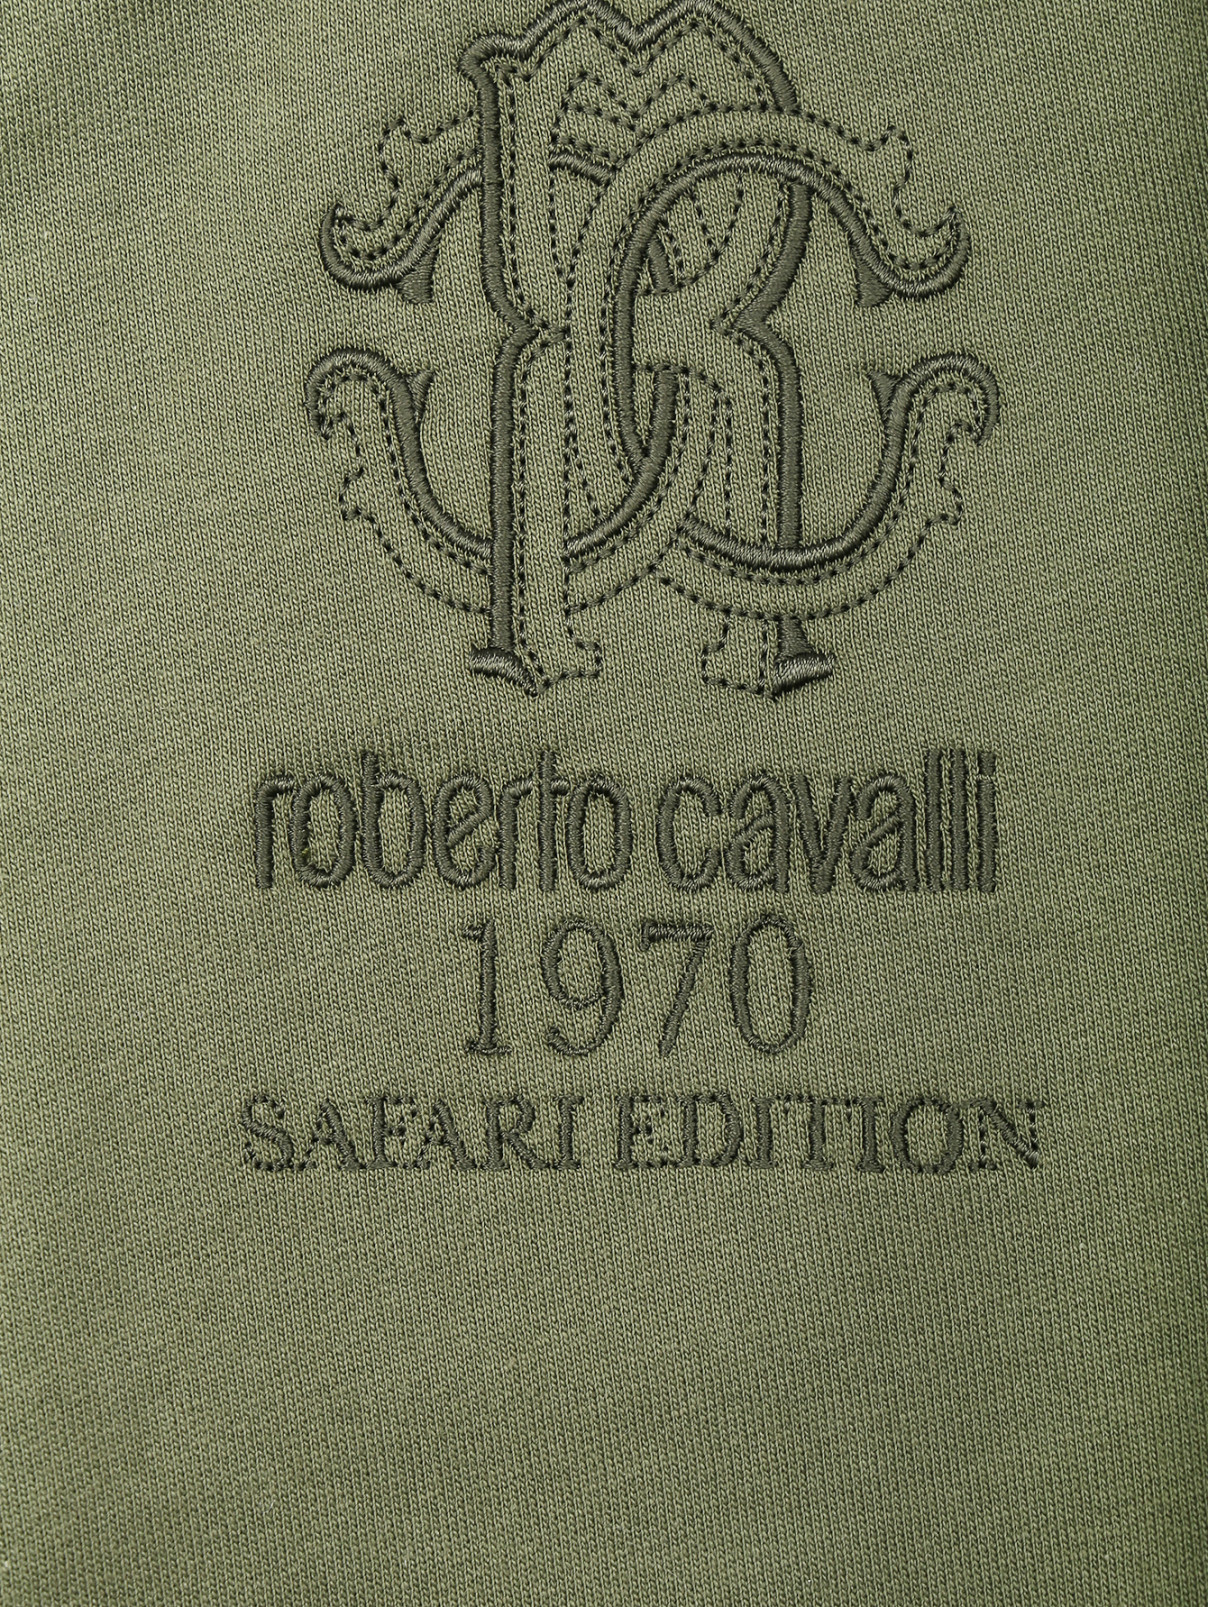 roberto cavalli
1970
SAFARI EDITION